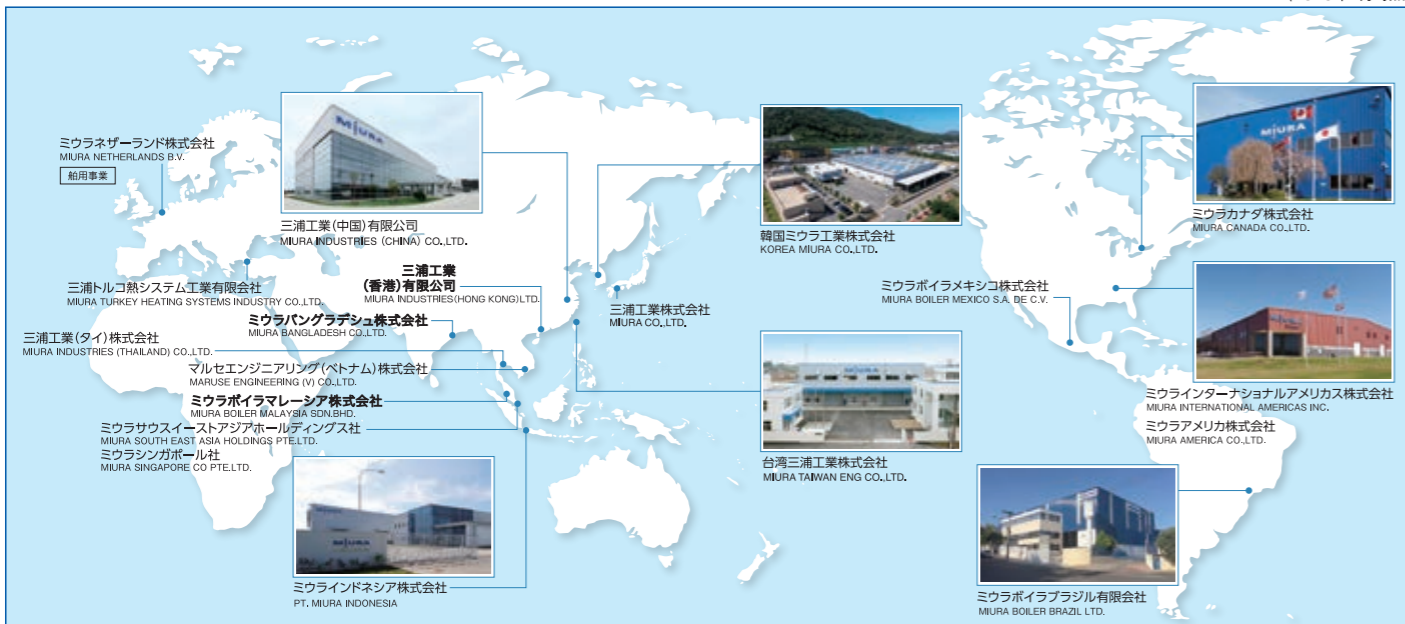 ミウラネザーランド株式会社
MIURA NETHERLANDS B.V.
舶用事業
MIURA
三浦工業(中国)有限公司
MIURA INDUSTRIES (CHINA) CO.,LTD.
三浦トルコ熱システム工業有限会社
MIURA TURKEY HEATING SYSTEMS INDUSTRY CO.,LTD.
三浦工業
(香港)有限公司
MIURA INDUSTRIES(HONG KONG)LTD.
ミウラバングラデシュ株式会社
MIURA BANGLADESH CO.,LTD.
三浦工業(タイ)株式会社
MIURA INDUSTRIES (THAILAND) CO.,LTD.
マルセエンジニアリング(ベトナム)株式会社
MARUSE ENGINEERING (V) CO.,LTD.
ミウラボイラマレーシア株式会社
MIURA BOILER MALAYSIA SDN.BHD.
ミウラサウスイーストアジアホールディングス社
MIURA SOUTH EAST ASIA HOLDINGS PTE.LTD.
ミウラシンガポール社
MIURA SINGAPORE CO PTE.LTD.
MIURA
ミウラインドネシア株式会社
PT. MIURA INDONESIA
韓国ミウラ工業株式会社
KOREA MIURA CO.,LTD.
三浦工業株式会社
MIURA CO.,LTD.
MIURA
台湾三浦工業株式会社
MIURA TAIWAN ENG CO.,LTD.
MIURA
ミウラカナダ株式会社
MIURA CANADA CO.,LTD.
ミウラボイラメキシコ株式会社
MIURA BOILER MEXICO S.A. DE C.V.
MIURA
ミウラインターナショナルアメリカス株式会社
MIURA INTERNATIONAL AMERICAS INC.
ミウラアメリカ株式会社
MIURA AMERICA CO.,LTD.
ミウラボイラブラジル有限会社
MIURA BOILER BRAZIL LTD.